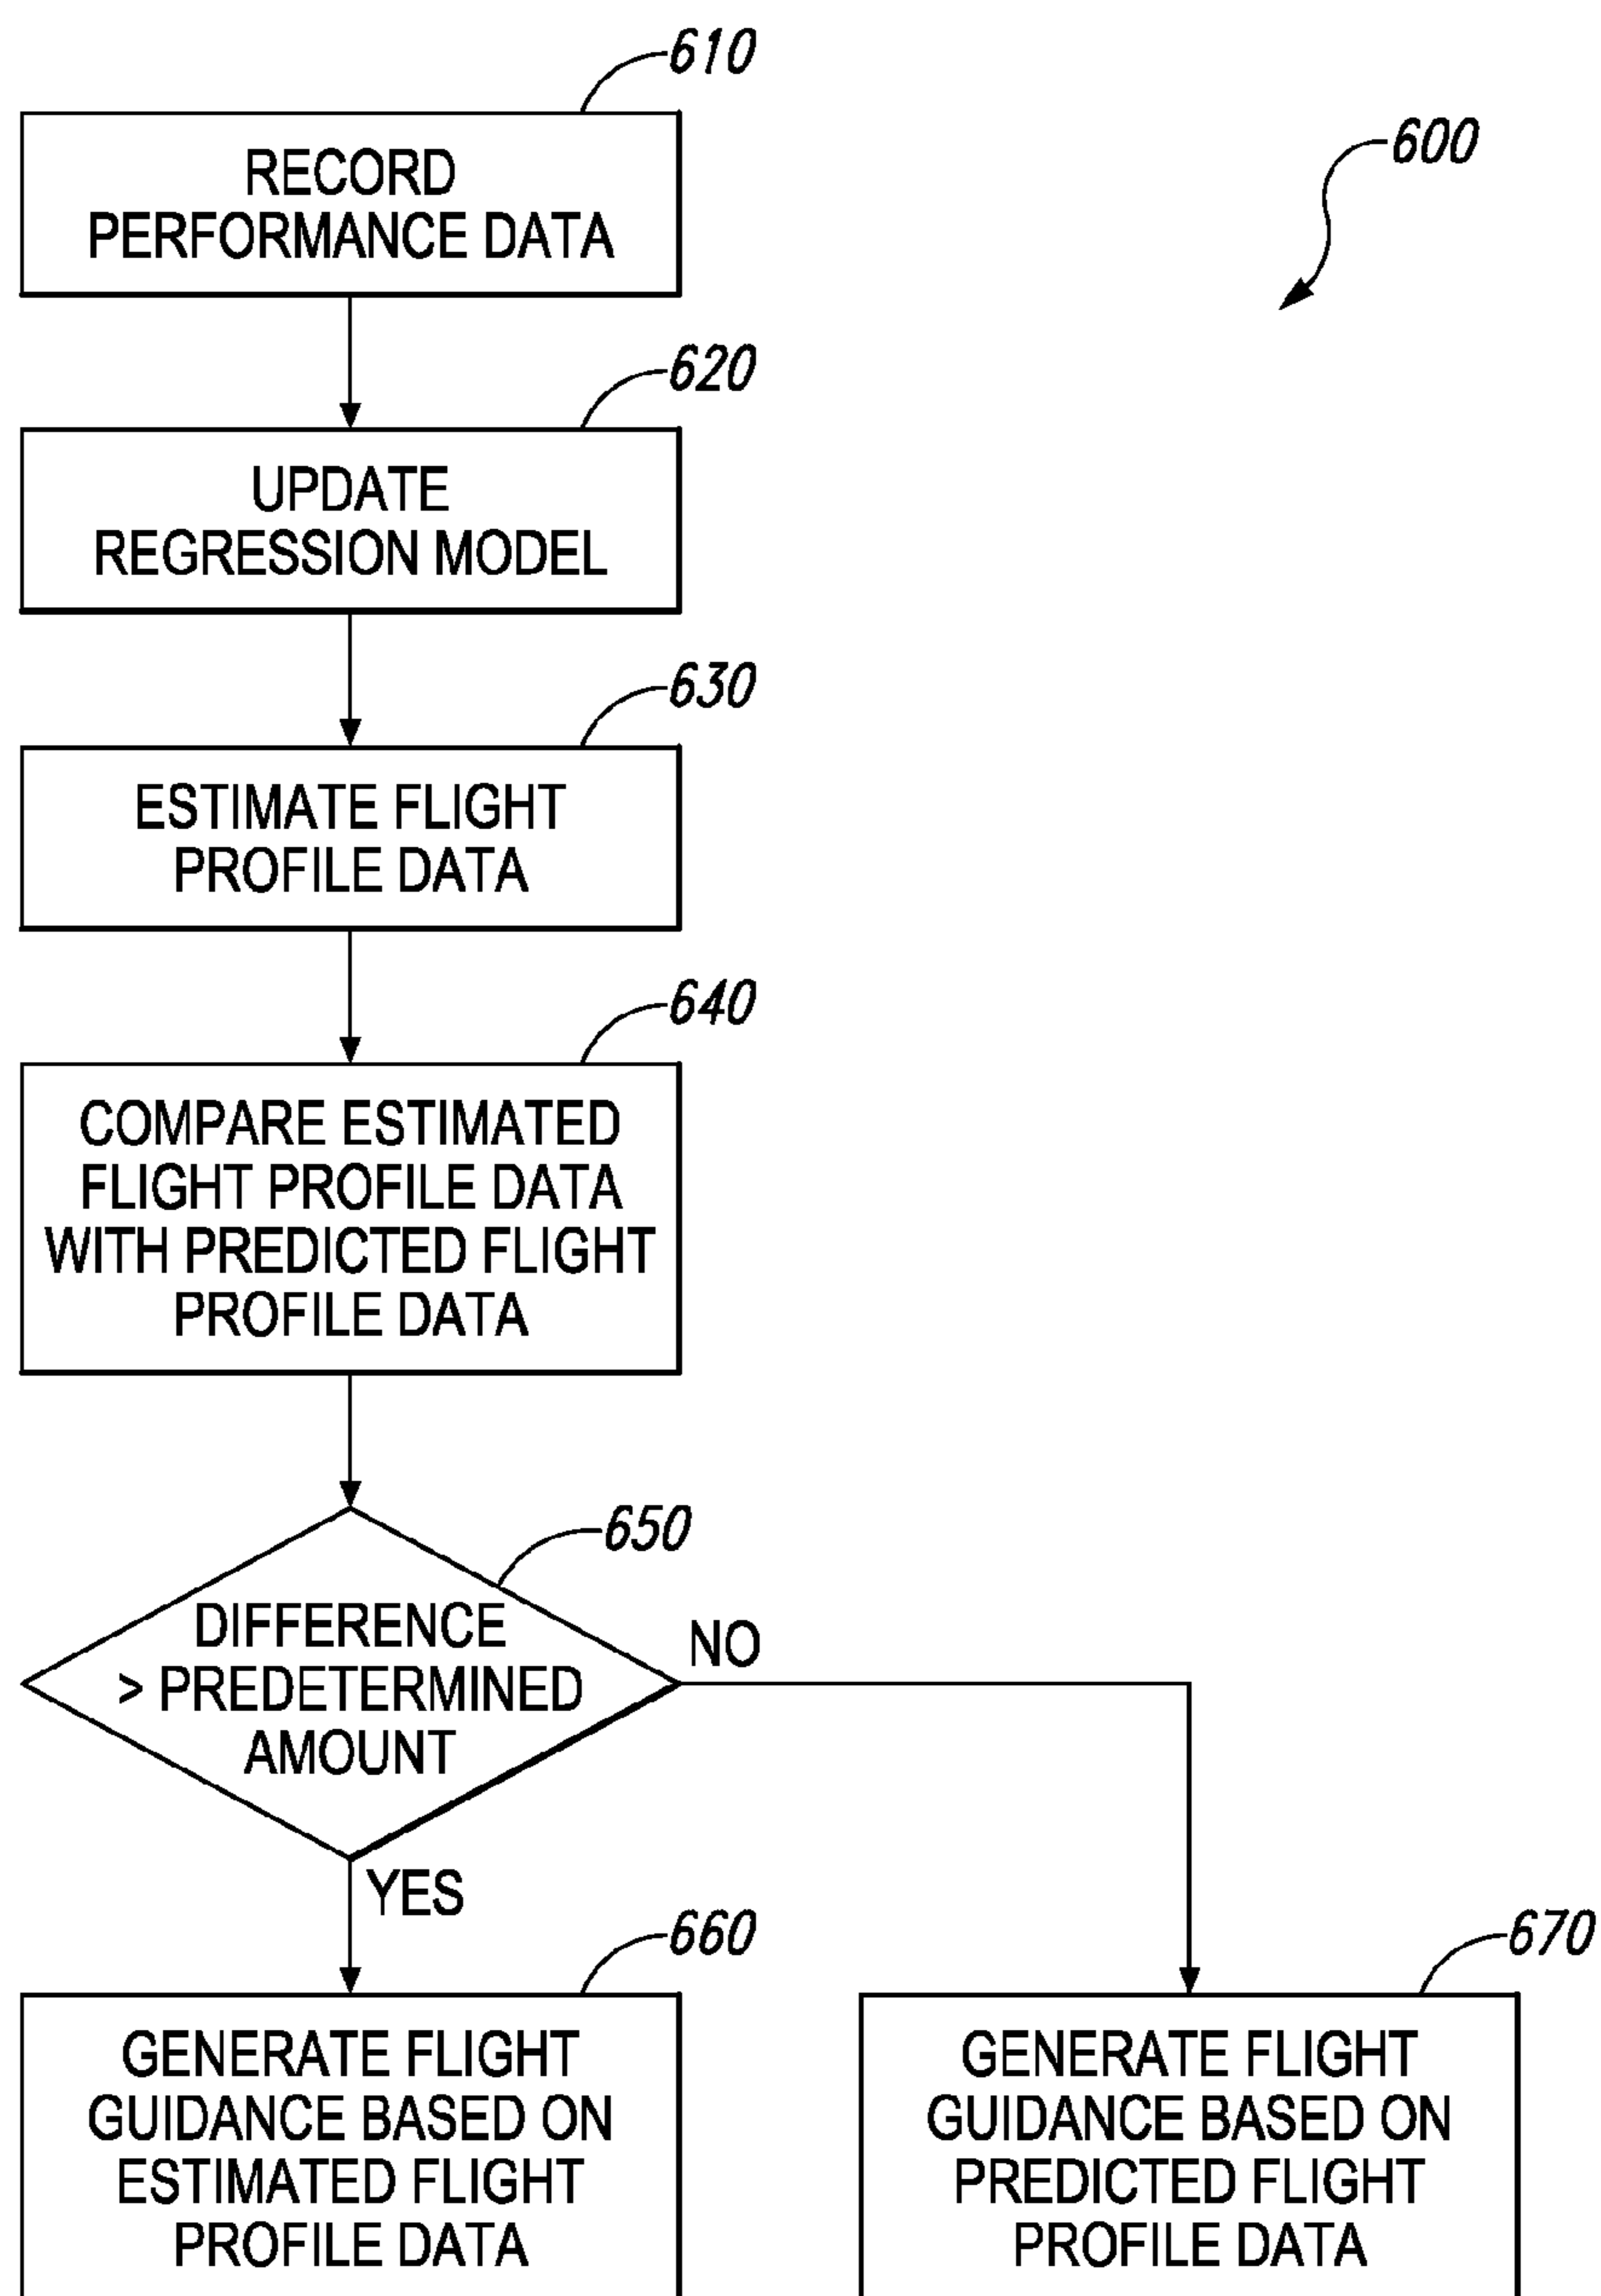 610
RECORD
PERFORMANCE DATA
600
620
UPDATE
REGRESSION MODEL
630
ESTIMATE FLIGHT
PROFILE DATA
640
COMPARE ESTIMATED
FLIGHT PROFILE DATA
WITH PREDICTED FLIGHT
PROFILE DATA
650
DIFFERENCE
> PREDETERMINED
AMOUNT
NO
YES
660
GENERATE FLIGHT
GUIDANCE BASED ON
ESTIMATED FLIGHT
PROFILE DATA
670
GENERATE FLIGHT
GUIDANCE BASED ON
PREDICTED FLIGHT
PROFILE DATA